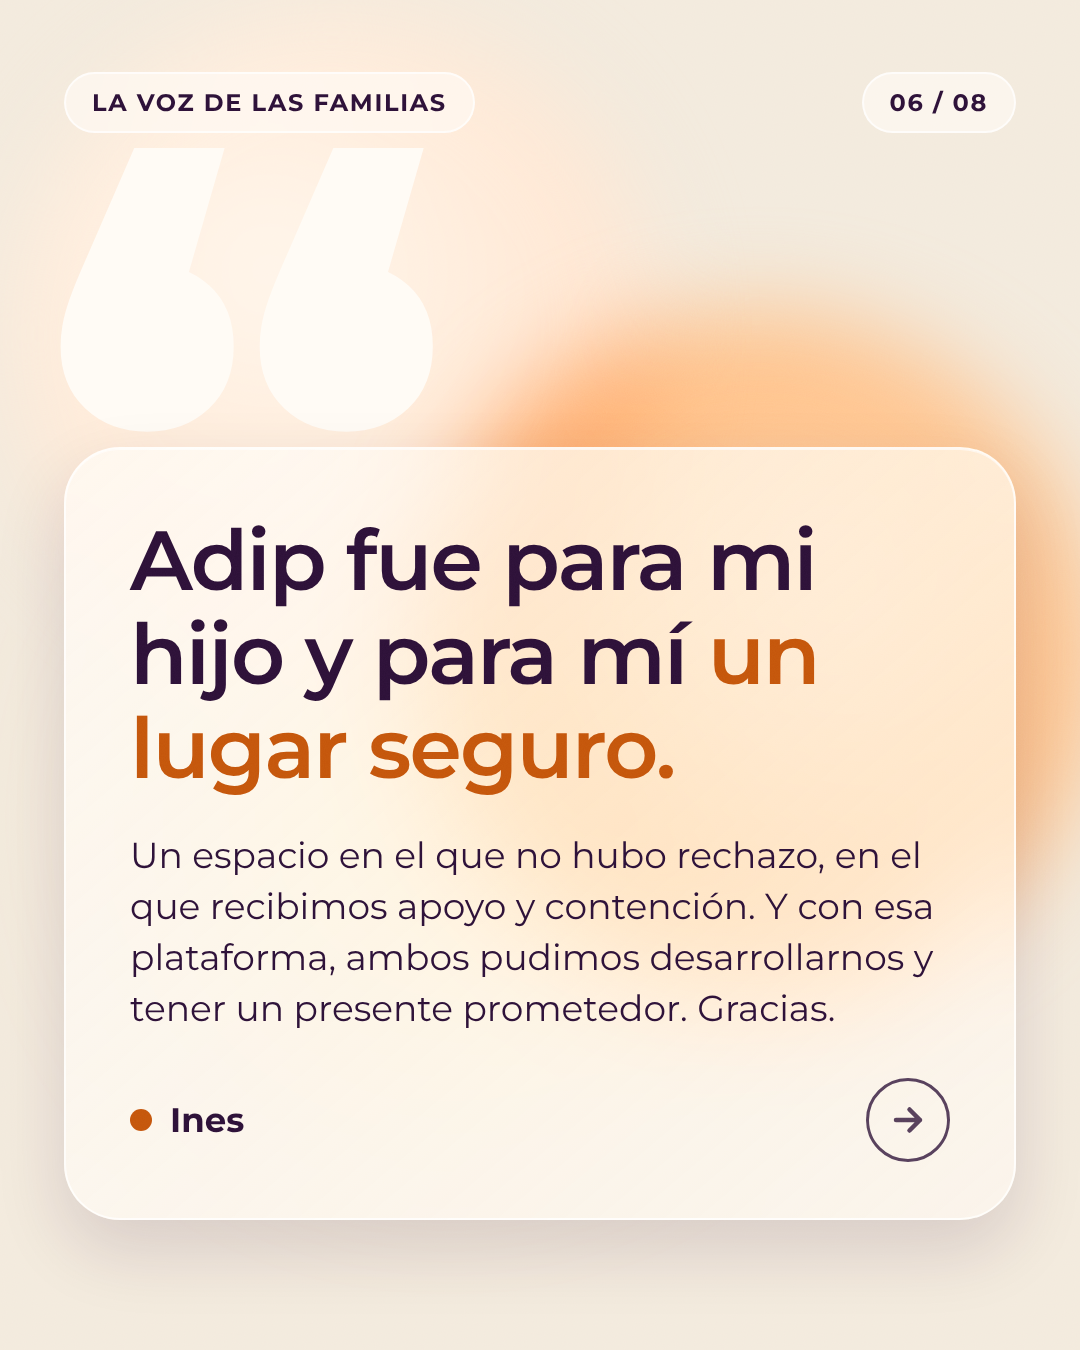 LA VOZ DE LAS FAMILIAS
06 / 08
“
Adip fue para mi
hijo y para mí un
lugar seguro.
Un espacio en el que no hubo rechazo, en el
que recibimos apoyo y contención. Y con esa
plataforma, ambos pudimos desarrollarnos y
tener un presente prometedor. Gracias.
Ines